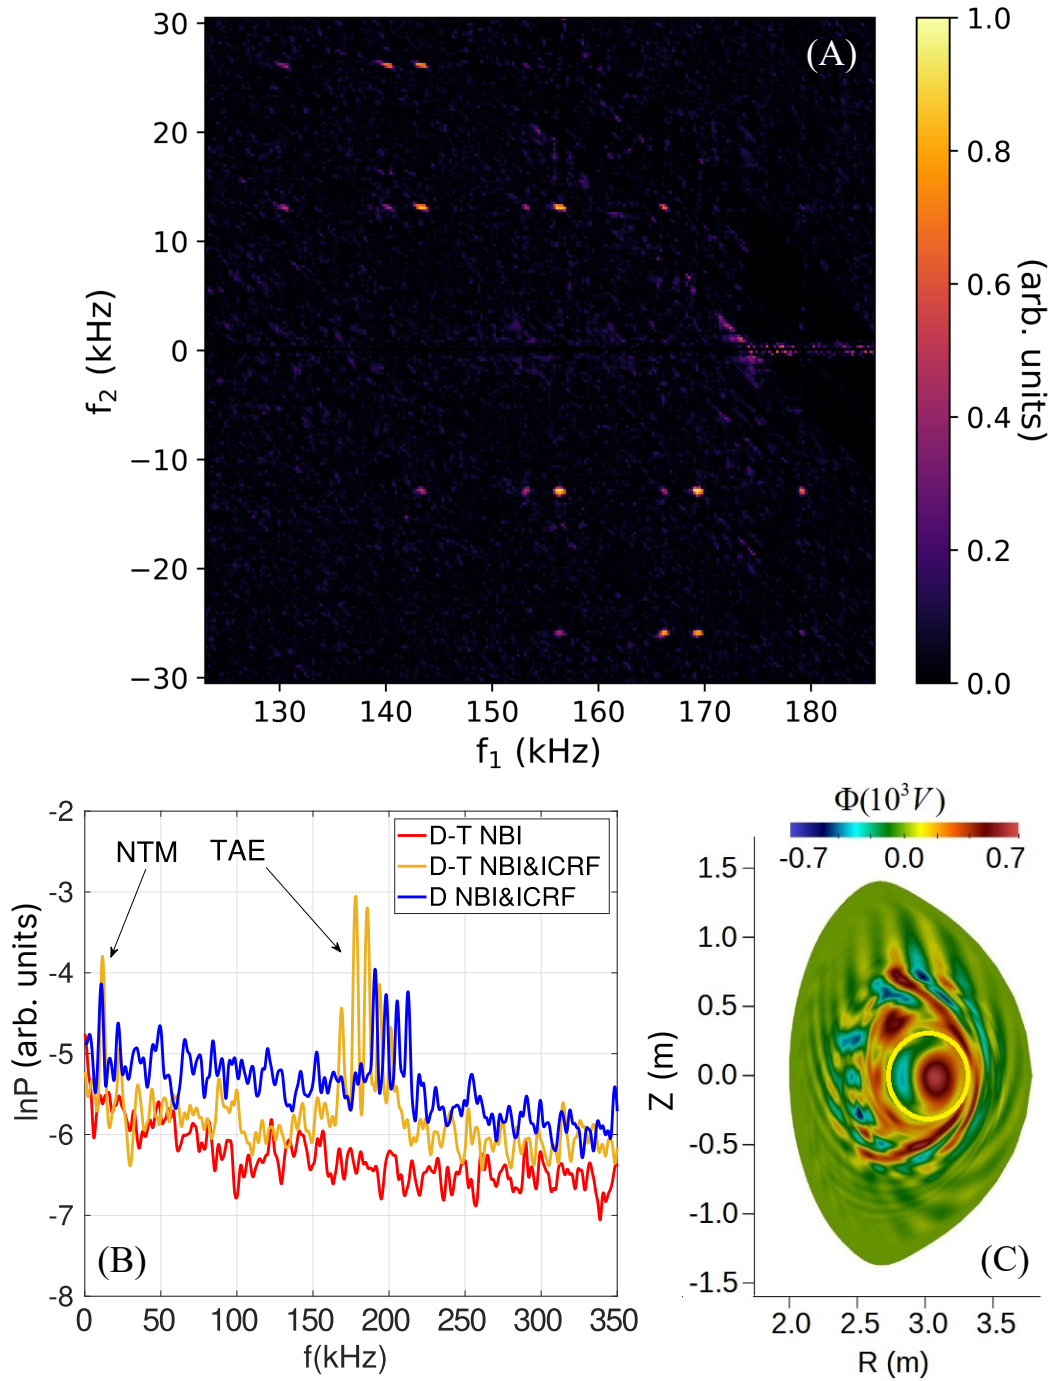 (A)
30
20
10
0
−10
−20
−30
f₂ (kHz)
130 140 150 160 170 180
f₁ (kHz)
1.0
0.8
0.6
0.4
0.2
0.0
(arb. units)
-2
-3
-4
-5
-6
-7
-8
lnP (arb. units)
NTM
TAE
D-T NBI
D-T NBI&ICRF
D NBI&ICRF
(B)
0 50 100 150 200 250 300 350
f(kHz)
Φ(10³V)
-0.7 0.0 0.7
1.5
1.0
0.5
0.0
-0.5
-1.0
-1.5
Z (m)
(C)
2.0 2.5 3.0 3.5
R (m)